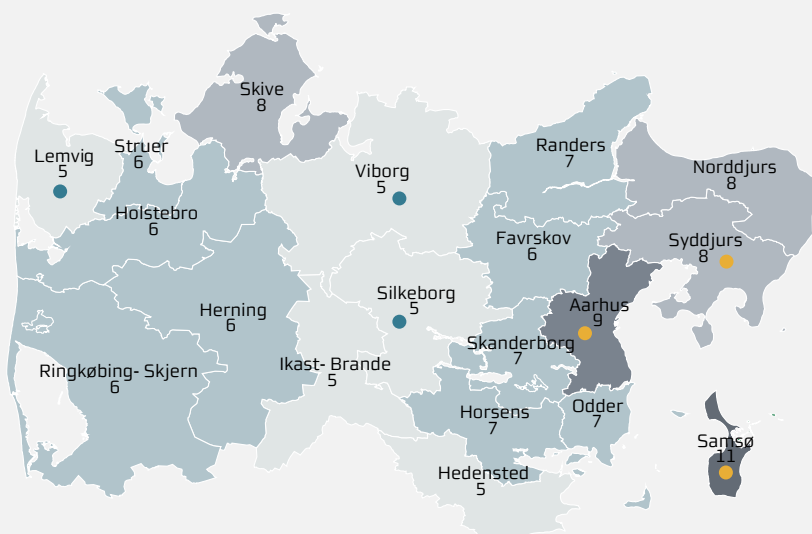 Skive
8
Lemvig
5
Struer
6
Viborg
5
Randers
7
Norddjurs
8
Holstebro
6
Favrskov
6
Syddjurs
8
Silkeborg
5
Herning
6
Aarhus
9
Skanderborg
7
Ikast- Brande
5
Ringkøbing- Skjern
6
Horsens
7
Odder
7
Samsø
11
Hedensted
5